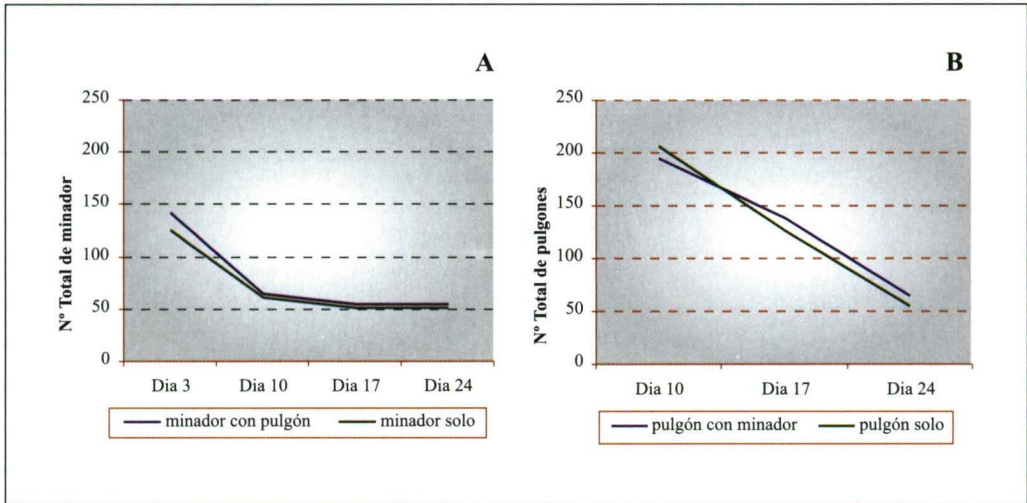 A
Nº Total de minador
250
200
150
100
50
0
Dia 3 Dia 10 Dia 17 Dia 24
minador con pulgón minador solo
B
Nº Total de pulgones
250
200
150
100
50
0
Dia 10 Dia 17 Dia 24
pulgón con minador pulgón solo